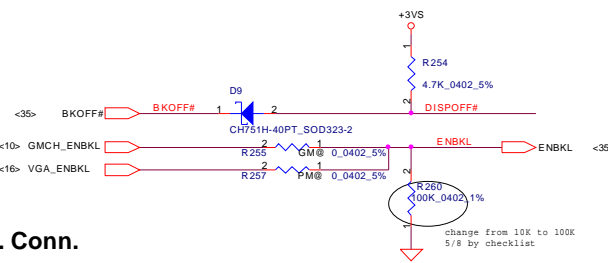 +3VS
1
R254
4.7K_0402_5%
2
D9
<35> BKOFF# BKOFF# 1 2 DISPOFF#
CH751H-40PT_SOD323-2
<10> GMCH_ENBKL 2 1 ENBKL ENBKL <35
R255 GM@ 0_0402_5%
<16> VGA_ENBKL 2 1
R257 PM@ 0_0402_5%
2
R260
100K_0402_1%
1
change from 10K to 100K
5/8 by checklist
. Conn.